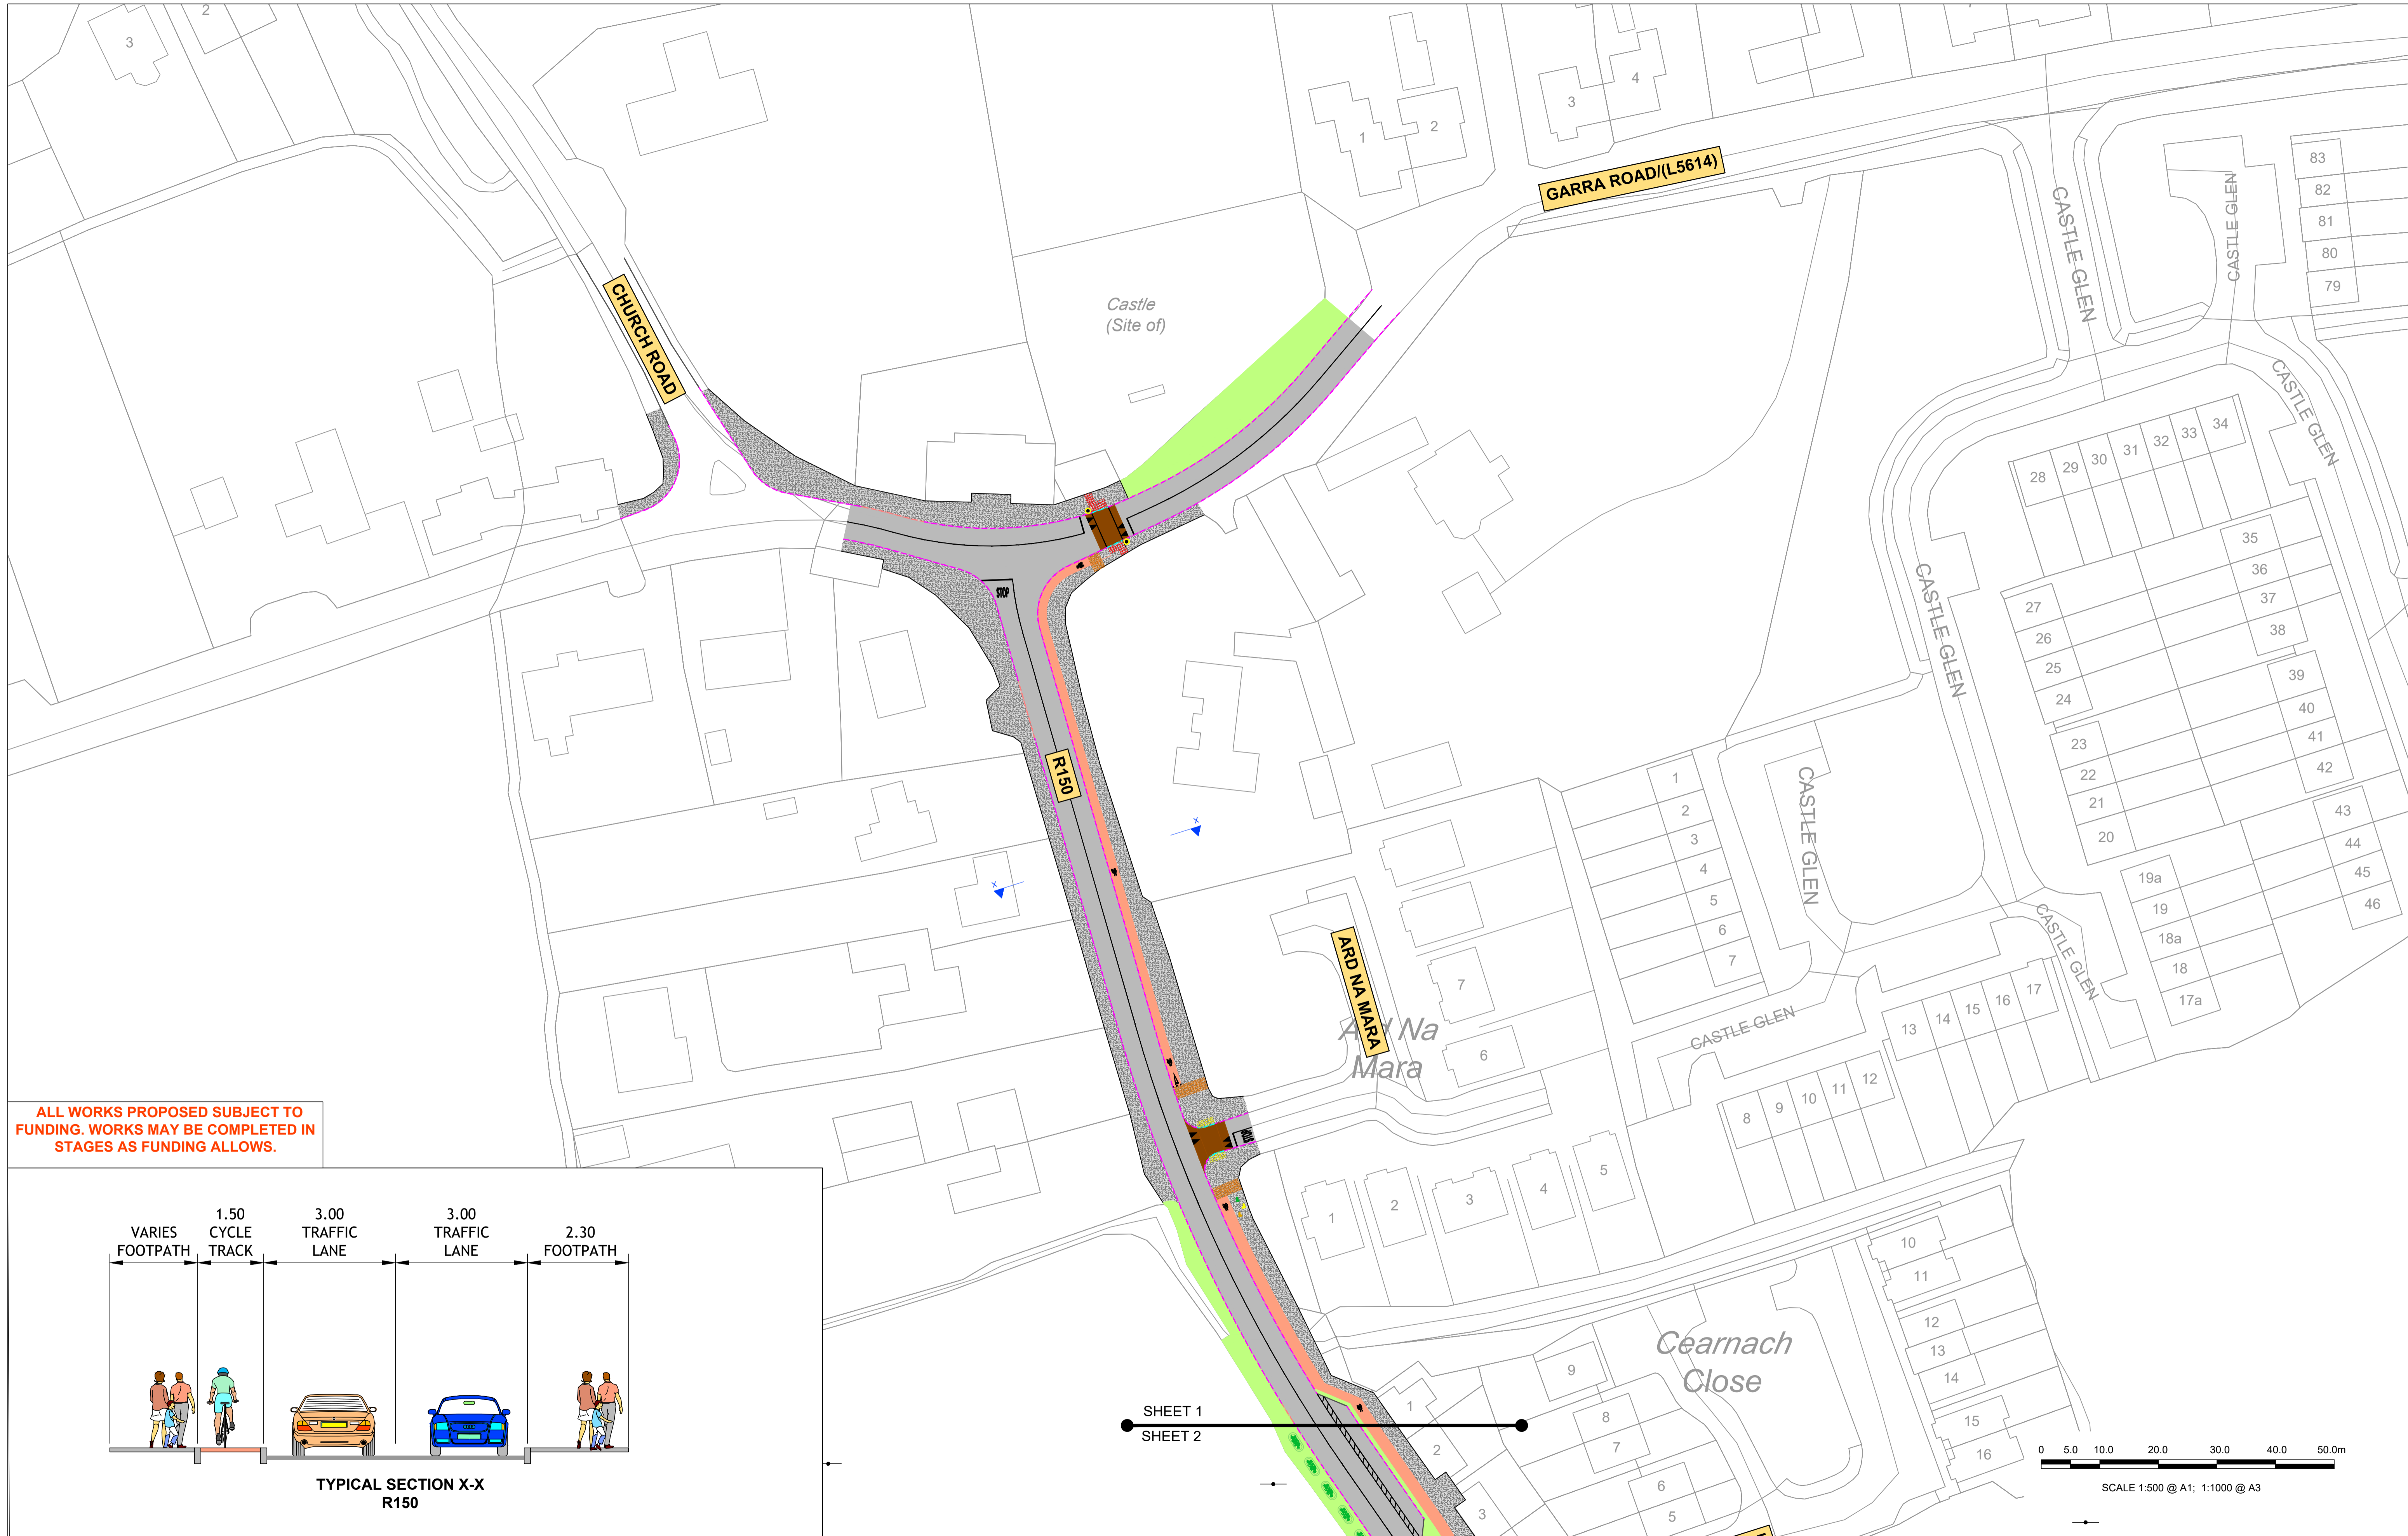 3
2
1
2
3
4
GARRA ROAD/(L5614)
CASTLE GLEN
CASTLE GLEN
83
82
81
80
79
CHURCH ROAD
Castle
(Site of)
CASTLE GLEN
28
29
30
31
32
33
34
35
36
37
38
27
26
25
24
CASTLE GLEN
39
40
41
42
23
22
21
20
STOP
R150
X
X
1
2
3
4
5
6
7
CASTLE GLEN
43
44
45
46
19a
19
18a
18
17a
CASTLE GLEN
ARD NA MARA
Ard Na
Mara
7
6
CASTLE GLEN
13
14
15
16
17
8
9
10
11
12
STOP
1
2
3
4
5
ALL WORKS PROPOSED SUBJECT TO
FUNDING. WORKS MAY BE COMPLETED IN
STAGES AS FUNDING ALLOWS.
VARIES
FOOTPATH
1.50
CYCLE
TRACK
3.00
TRAFFIC
LANE
3.00
TRAFFIC
LANE
2.30
FOOTPATH
TYPICAL SECTION X-X
R150
10
11
12
13
14
15
16
Cearnach
Close
9
8
7
6
5
1
2
3
SHEET 1
SHEET 2
0 5.0 10.0 20.0 30.0 40.0 50.0m
SCALE 1:500 @ A1; 1:1000 @ A3